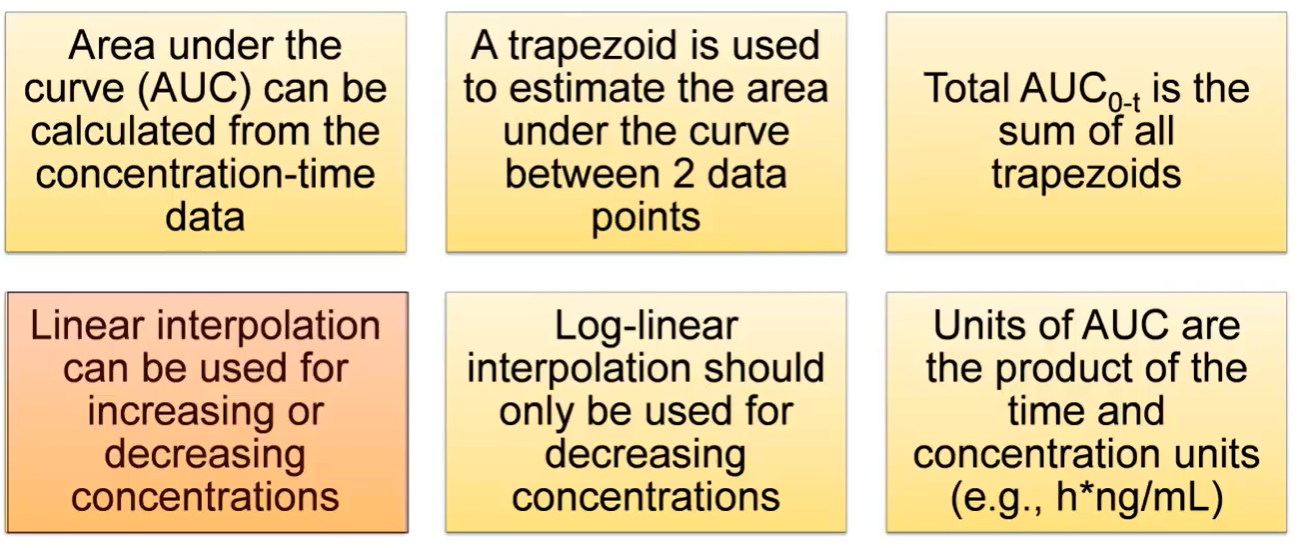 Area under the
curve (AUC) can be
calculated from the
concentration-time
data
A trapezoid is used
to estimate the area
under the curve
between 2 data
points
Total AUC0-t is the
sum of all
trapezoids
Linear interpolation
can be used for
increasing or
decreasing
concentrations
Log-linear
interpolation should
only be used for
decreasing
concentrations
Units of AUC are
the product of the
time and
concentration units
(e.g., h*ng/mL)